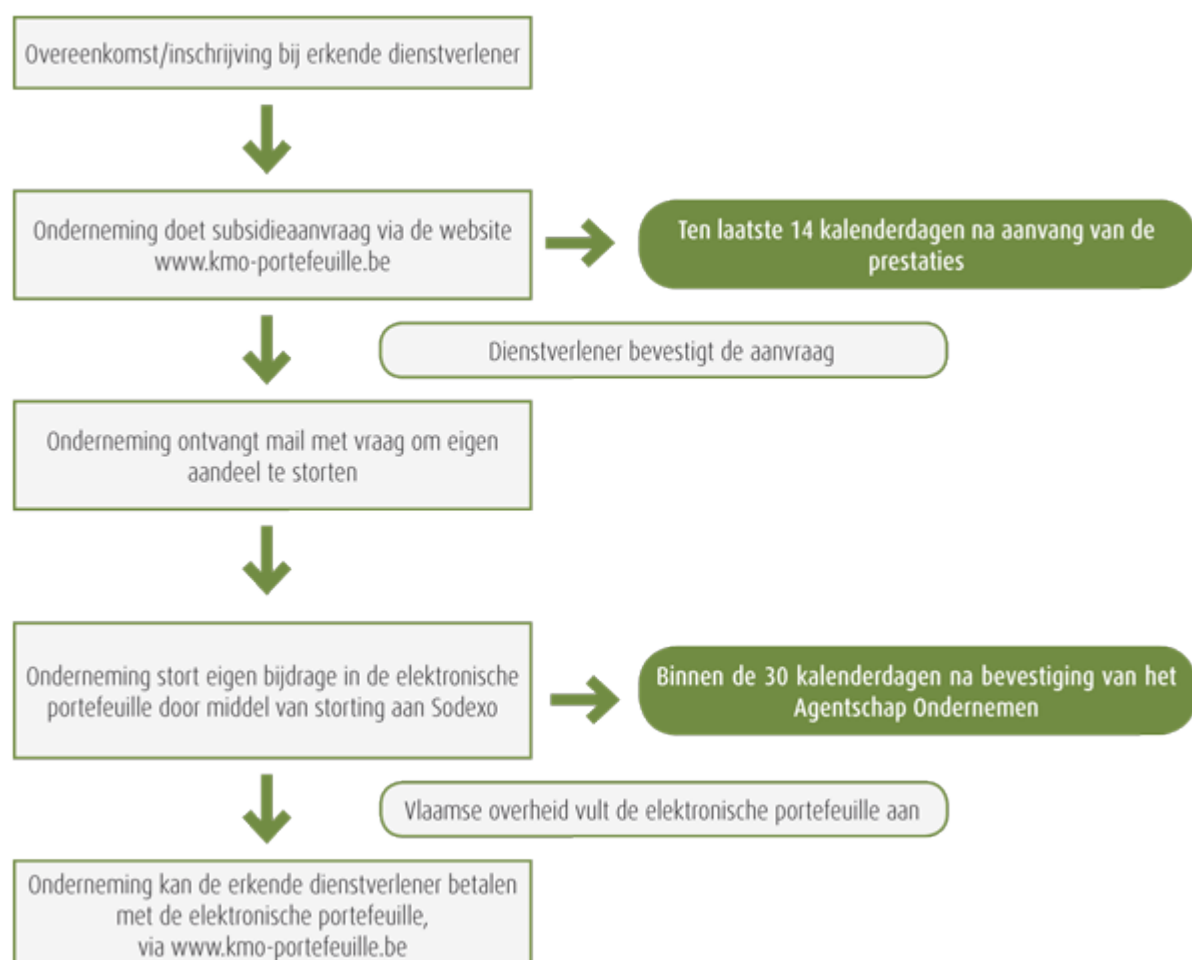 Overeenkomst/inschrijving bij erkende dienstverlener
Onderneming doet subsidieaanvraag via de website
www.kmo-portefeuille.be
Ten laatste 14 kalenderdagen na aanvang van de
prestaties
Dienstverlener bevestigt de aanvraag
Onderneming ontvangt mail met vraag om eigen
aandeel te storten
Onderneming stort eigen bijdrage in de elektronische
portefeuille door middel van storting aan Sodexo
Binnen de 30 kalenderdagen na bevestiging van het
Agentschap Ondernemen
Vlaamse overheid vult de elektronische portefeuille aan
Onderneming kan de erkende dienstverlener betalen
met de elektronische portefeuille,
via www.kmo-portefeuille.be